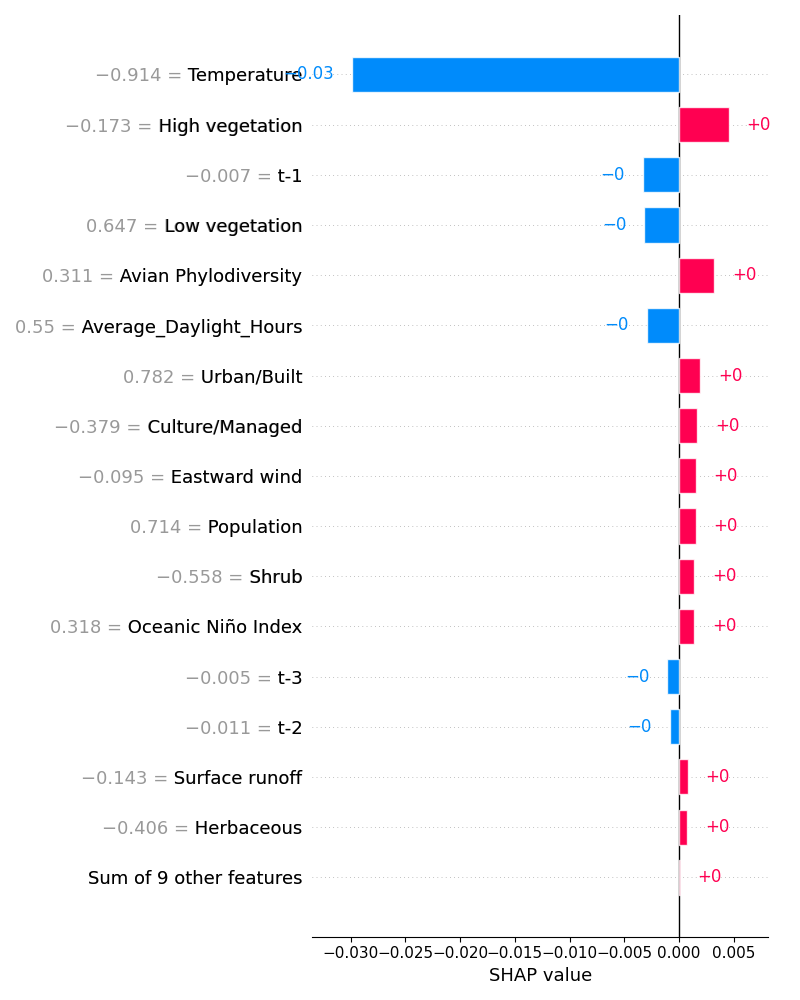 −0.914 = Temperature −0.03
−0.173 = High vegetation +0
−0.007 = t-1 −0
0.647 = Low vegetation −0
0.311 = Avian Phylodiversity +0
0.55 = Average_Daylight_Hours −0
0.782 = Urban/Built +0
−0.379 = Culture/Managed +0
−0.095 = Eastward wind +0
0.714 = Population +0
−0.558 = Shrub +0
0.318 = Oceanic Niño Index +0
−0.005 = t-3 −0
−0.011 = t-2 −0
−0.143 = Surface runoff +0
−0.406 = Herbaceous +0
Sum of 9 other features +0
−0.030 −0.025 −0.020 −0.015 −0.010 −0.005 0.000 0.005
SHAP value